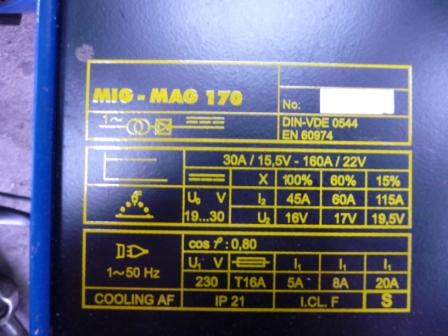 MIG - MAG 170
No:
1~
DIN-VDE 0544
EN 60974
30A / 15,5V - 160A / 22V
X 100% 60% 15%
U₀ V I₂ 45A 60A 115A
19...30 U₂ 16V 17V 19,5V
cos φ : 0,80
U₁ V I₁ I₁ I₁
1~50 Hz 230 T16A 5A 8A 20A
COOLING AF IP 21 I.CL. F S